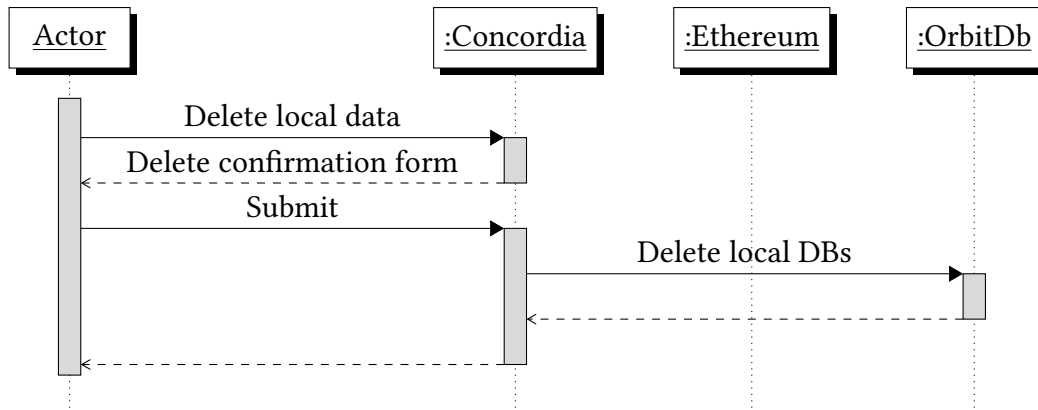 Actor
:Concordia
:Ethereum
:OrbitDb
Delete local data
Delete confirmation form
Submit
Delete local DBs